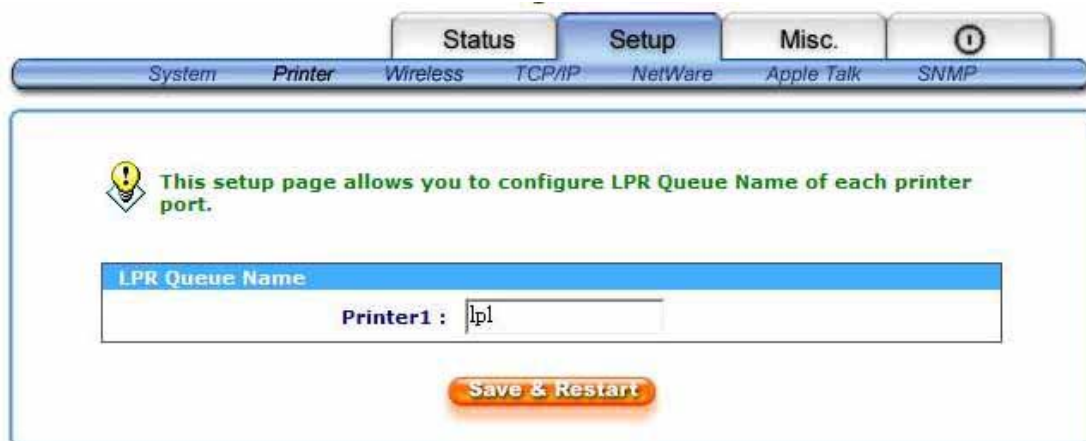 Status Setup Misc.
System Printer Wireless TCP/IP NetWare Apple Talk SNMP
This setup page allows you to configure LPR Queue Name of each printer
port.
LPR Queue Name
Printer1 : lp1
Save & Restart